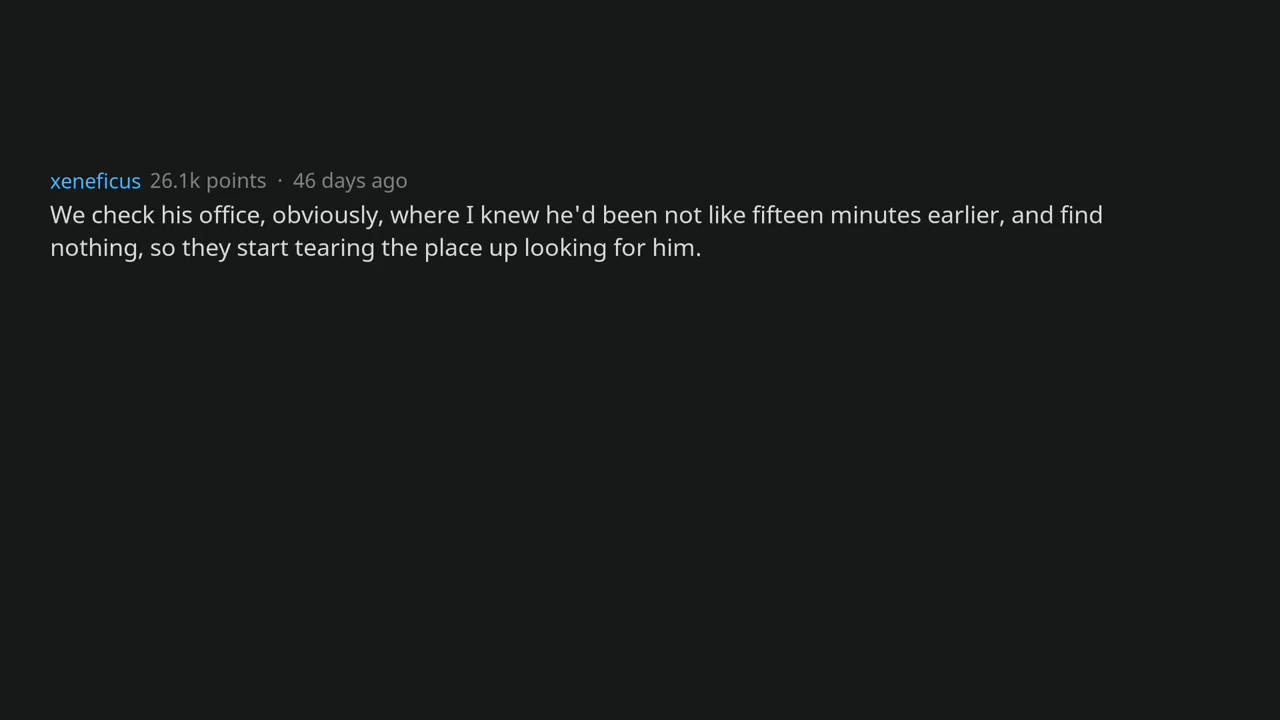 xeneficus 26.1k points · 46 days ago
We check his office, obviously, where I knew he'd been not like fifteen minutes earlier, and find
nothing, so they start tearing the place up looking for him.